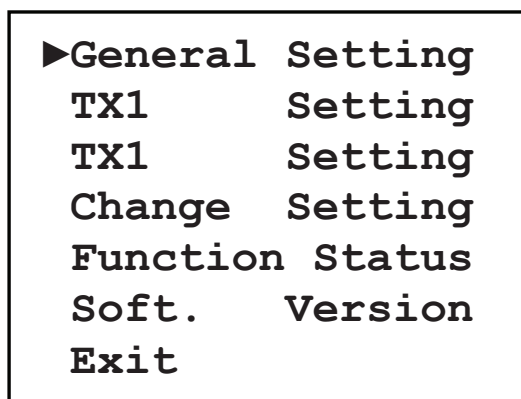 ►General Setting
TX1 Setting
TX1 Setting
Change Setting
Function Status
Soft. Version
Exit